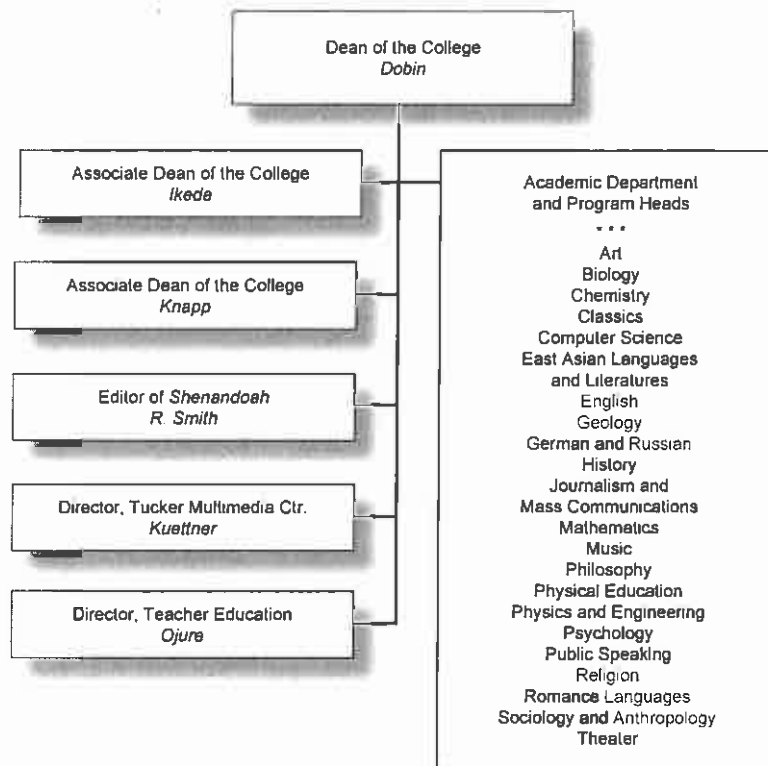 Dean of the College
Dobin
Associate Dean of the College
Ikeda
Associate Dean of the College
Knapp
Editor of Shenandoah
R. Smith
Director, Tucker Multimedia Ctr.
Kuettner
Director, Teacher Education
Ojure
Academic Department
and Program Heads
* * *
Art
Biology
Chemistry
Classics
Computer Science
East Asian Languages
and Literatures
English
Geology
German and Russian
History
Journalism and
Mass Communications
Mathematics
Music
Philosophy
Physical Education
Physics and Engineering
Psychology
Public Speaking
Religion
Romance Languages
Sociology and Anthropology
Theater